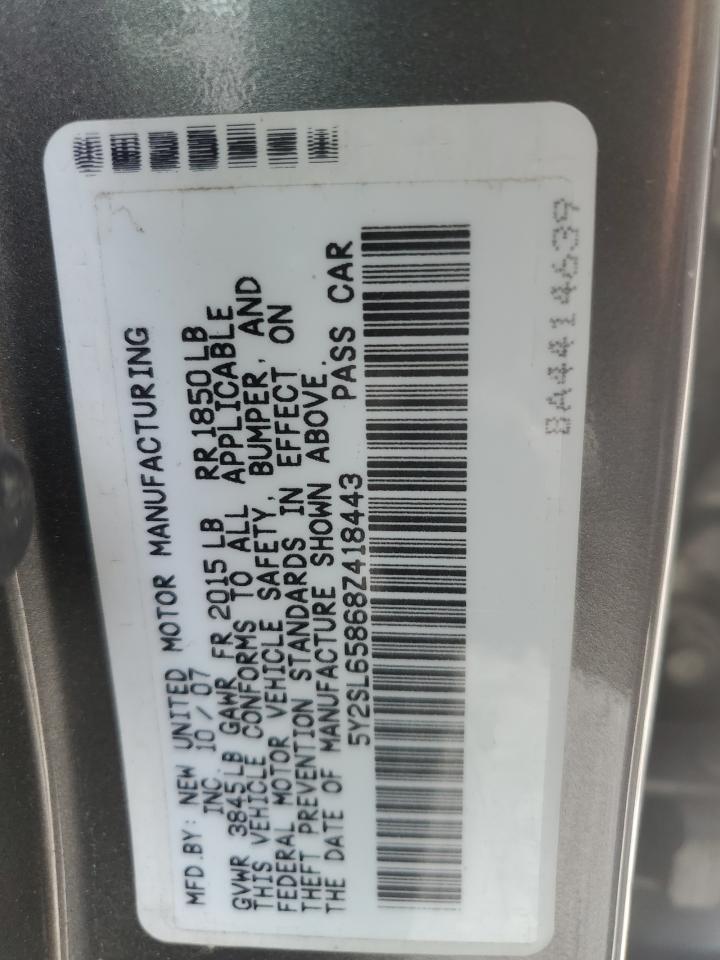 MFD.BY: NEW UNITED MOTOR MANUFACTURING
INC. 10 / 07
GVWR 3845LB GAWR FR 2015 LB RR 1850 LB
THIS VEHICLE CONFORMS TO ALL APPLICABLE
FEDERAL MOTOR VEHICLE SAFETY, BUMPER, AND
THEFT PREVENTION STANDARDS IN EFFECT ON
THE DATE OF MANUFACTURE SHOWN ABOVE.
5Y2SL65868Z418443 PASS CAR
8A4414639